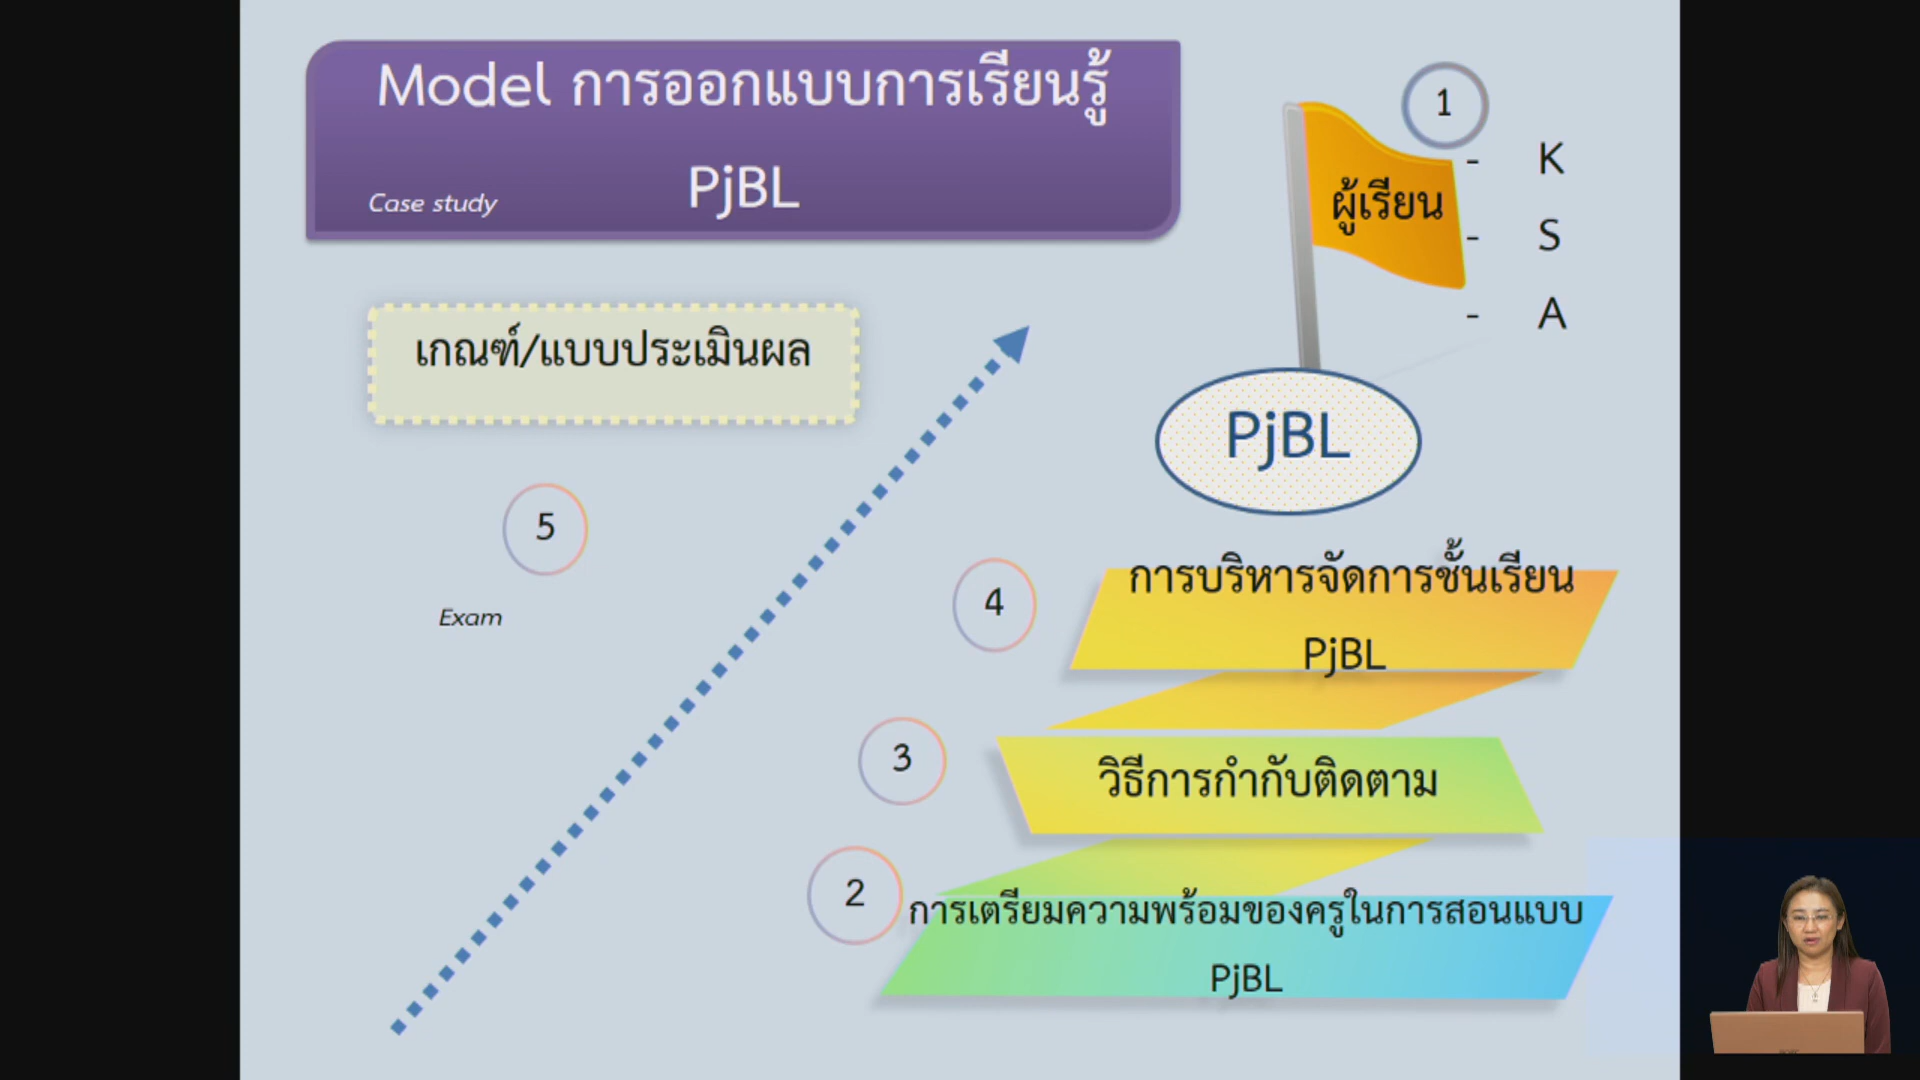 Model การออกแบบการเรียนรู้
PjBL
Case study
1
ผู้เรียน
- K
- S
- A
เกณฑ์/แบบประเมินผล
PjBL
5
Exam
4
การบริหารจัดการชั้นเรียน
PjBL
3
วิธีการกำกับติดตาม
2
การเตรียมความพร้อมของครูในการสอนแบบ
PjBL